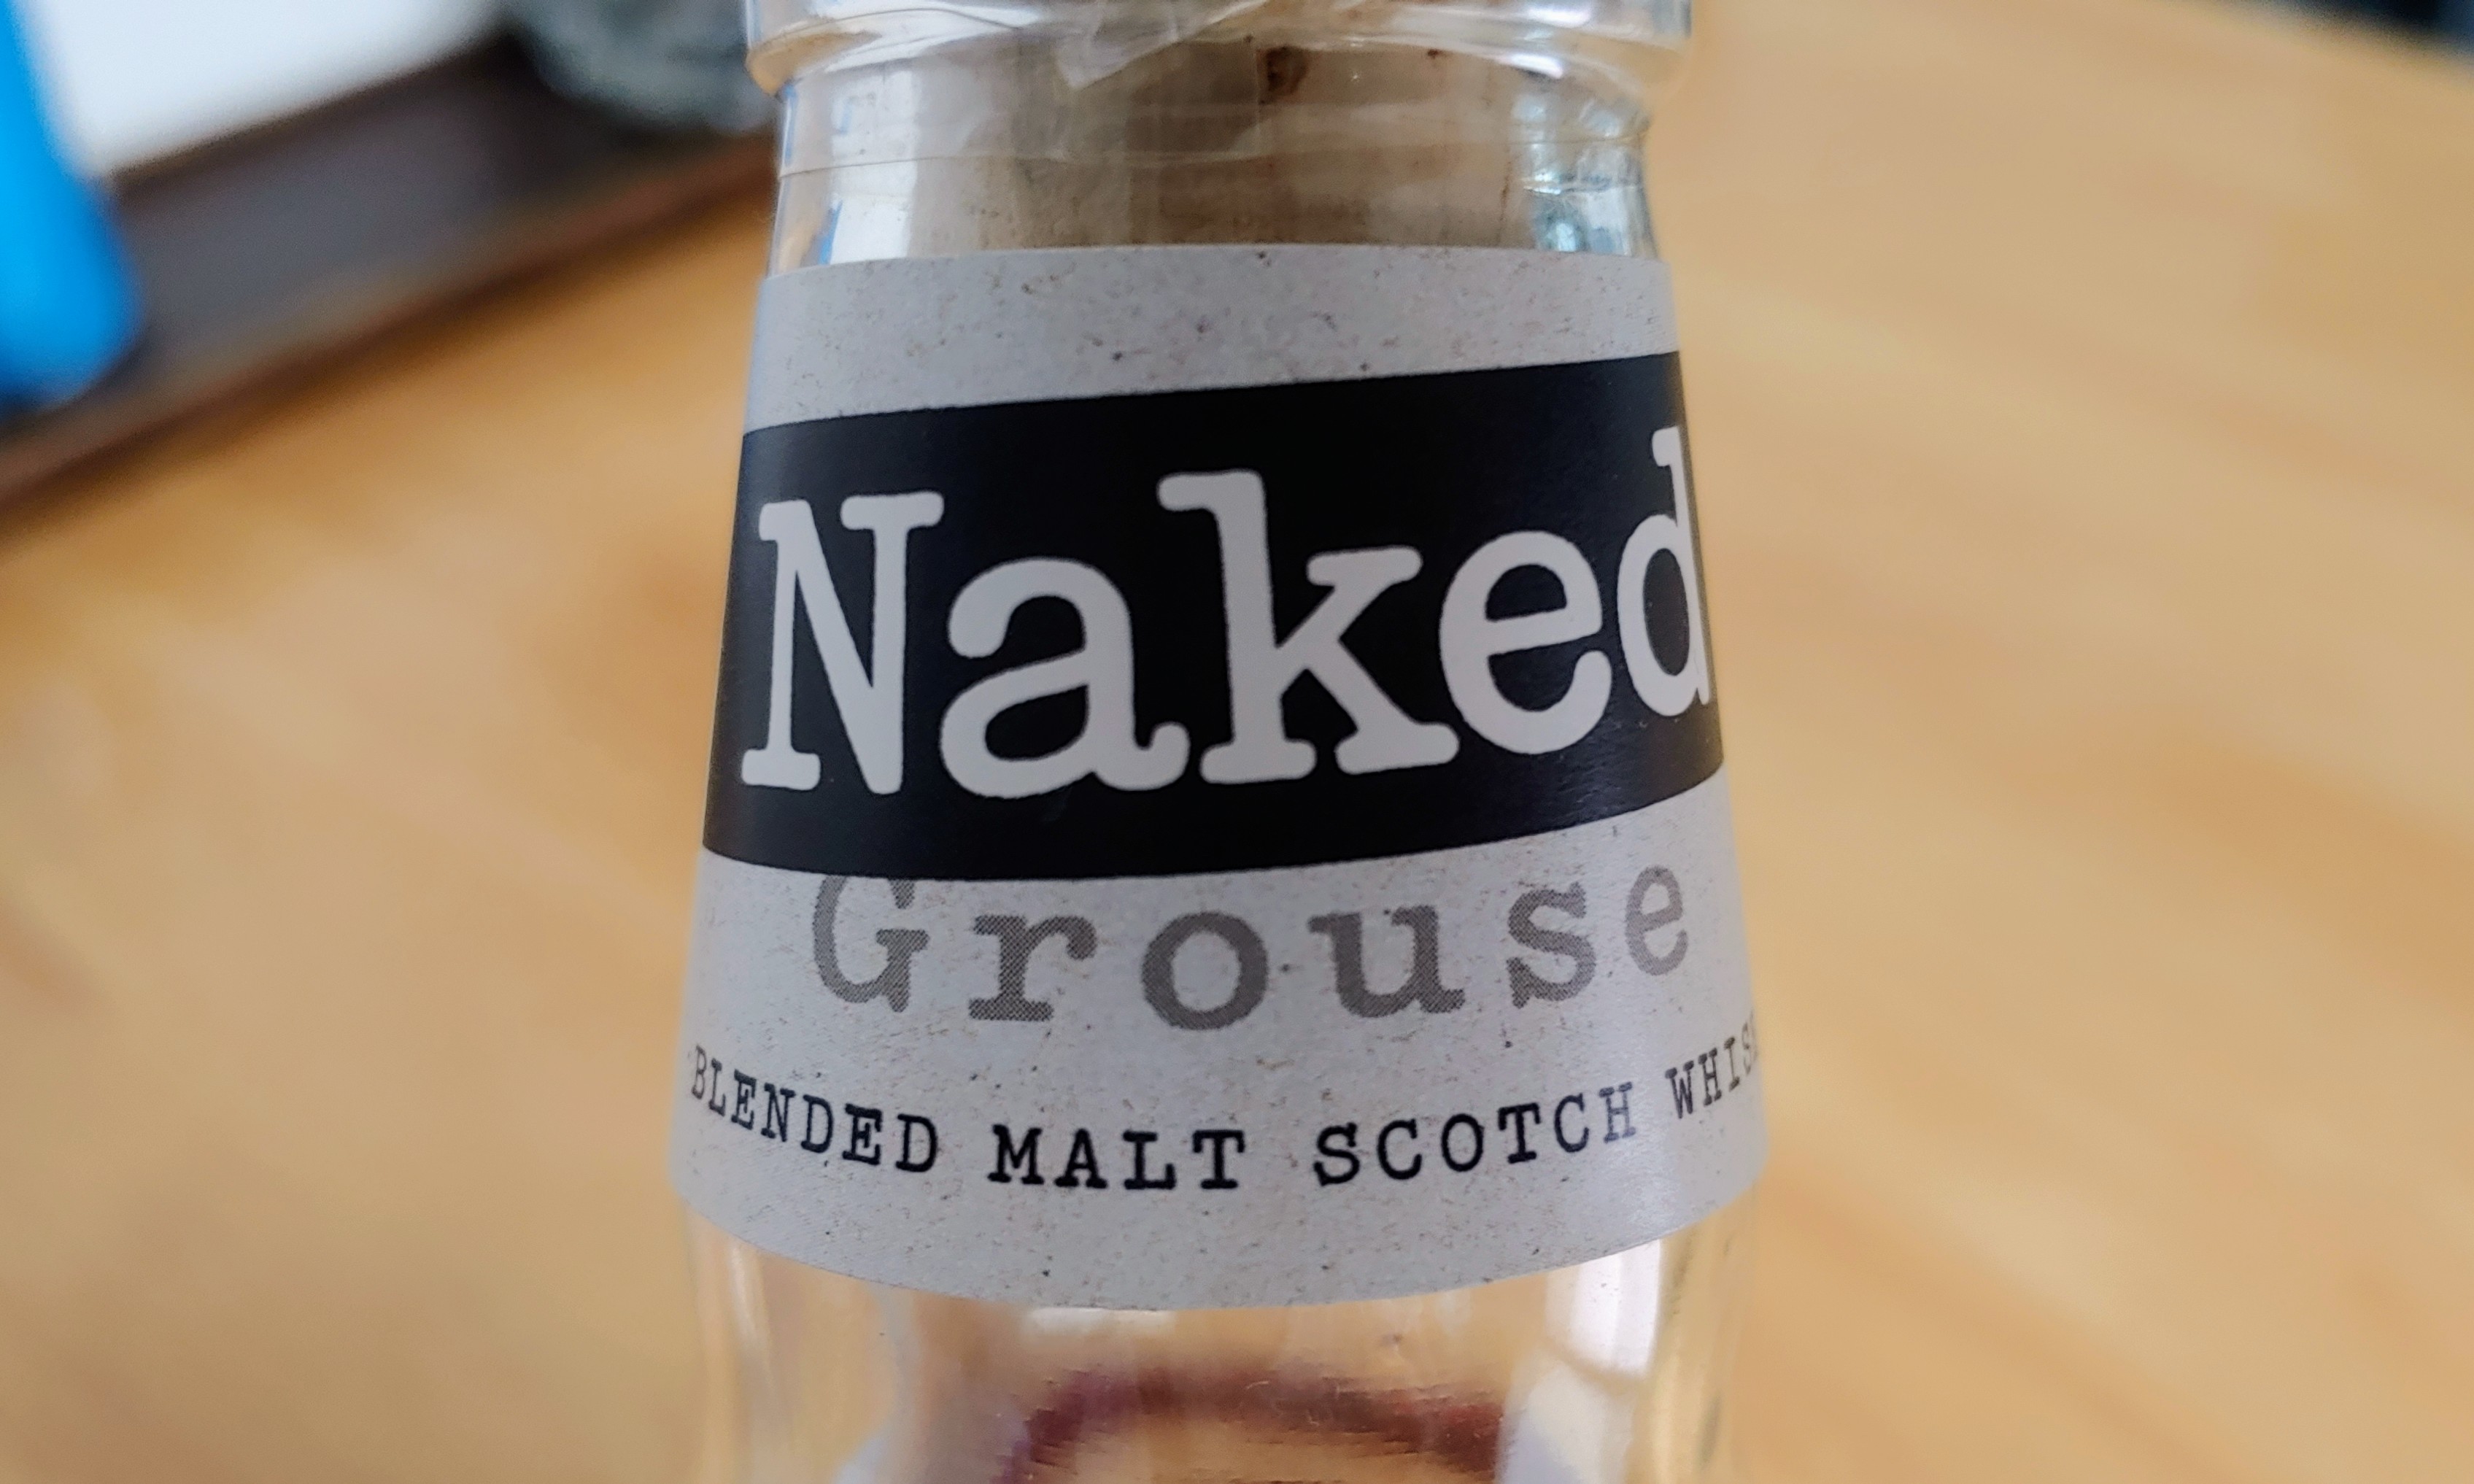 Naked
Grouse
BLENDED MALT SCOTCH